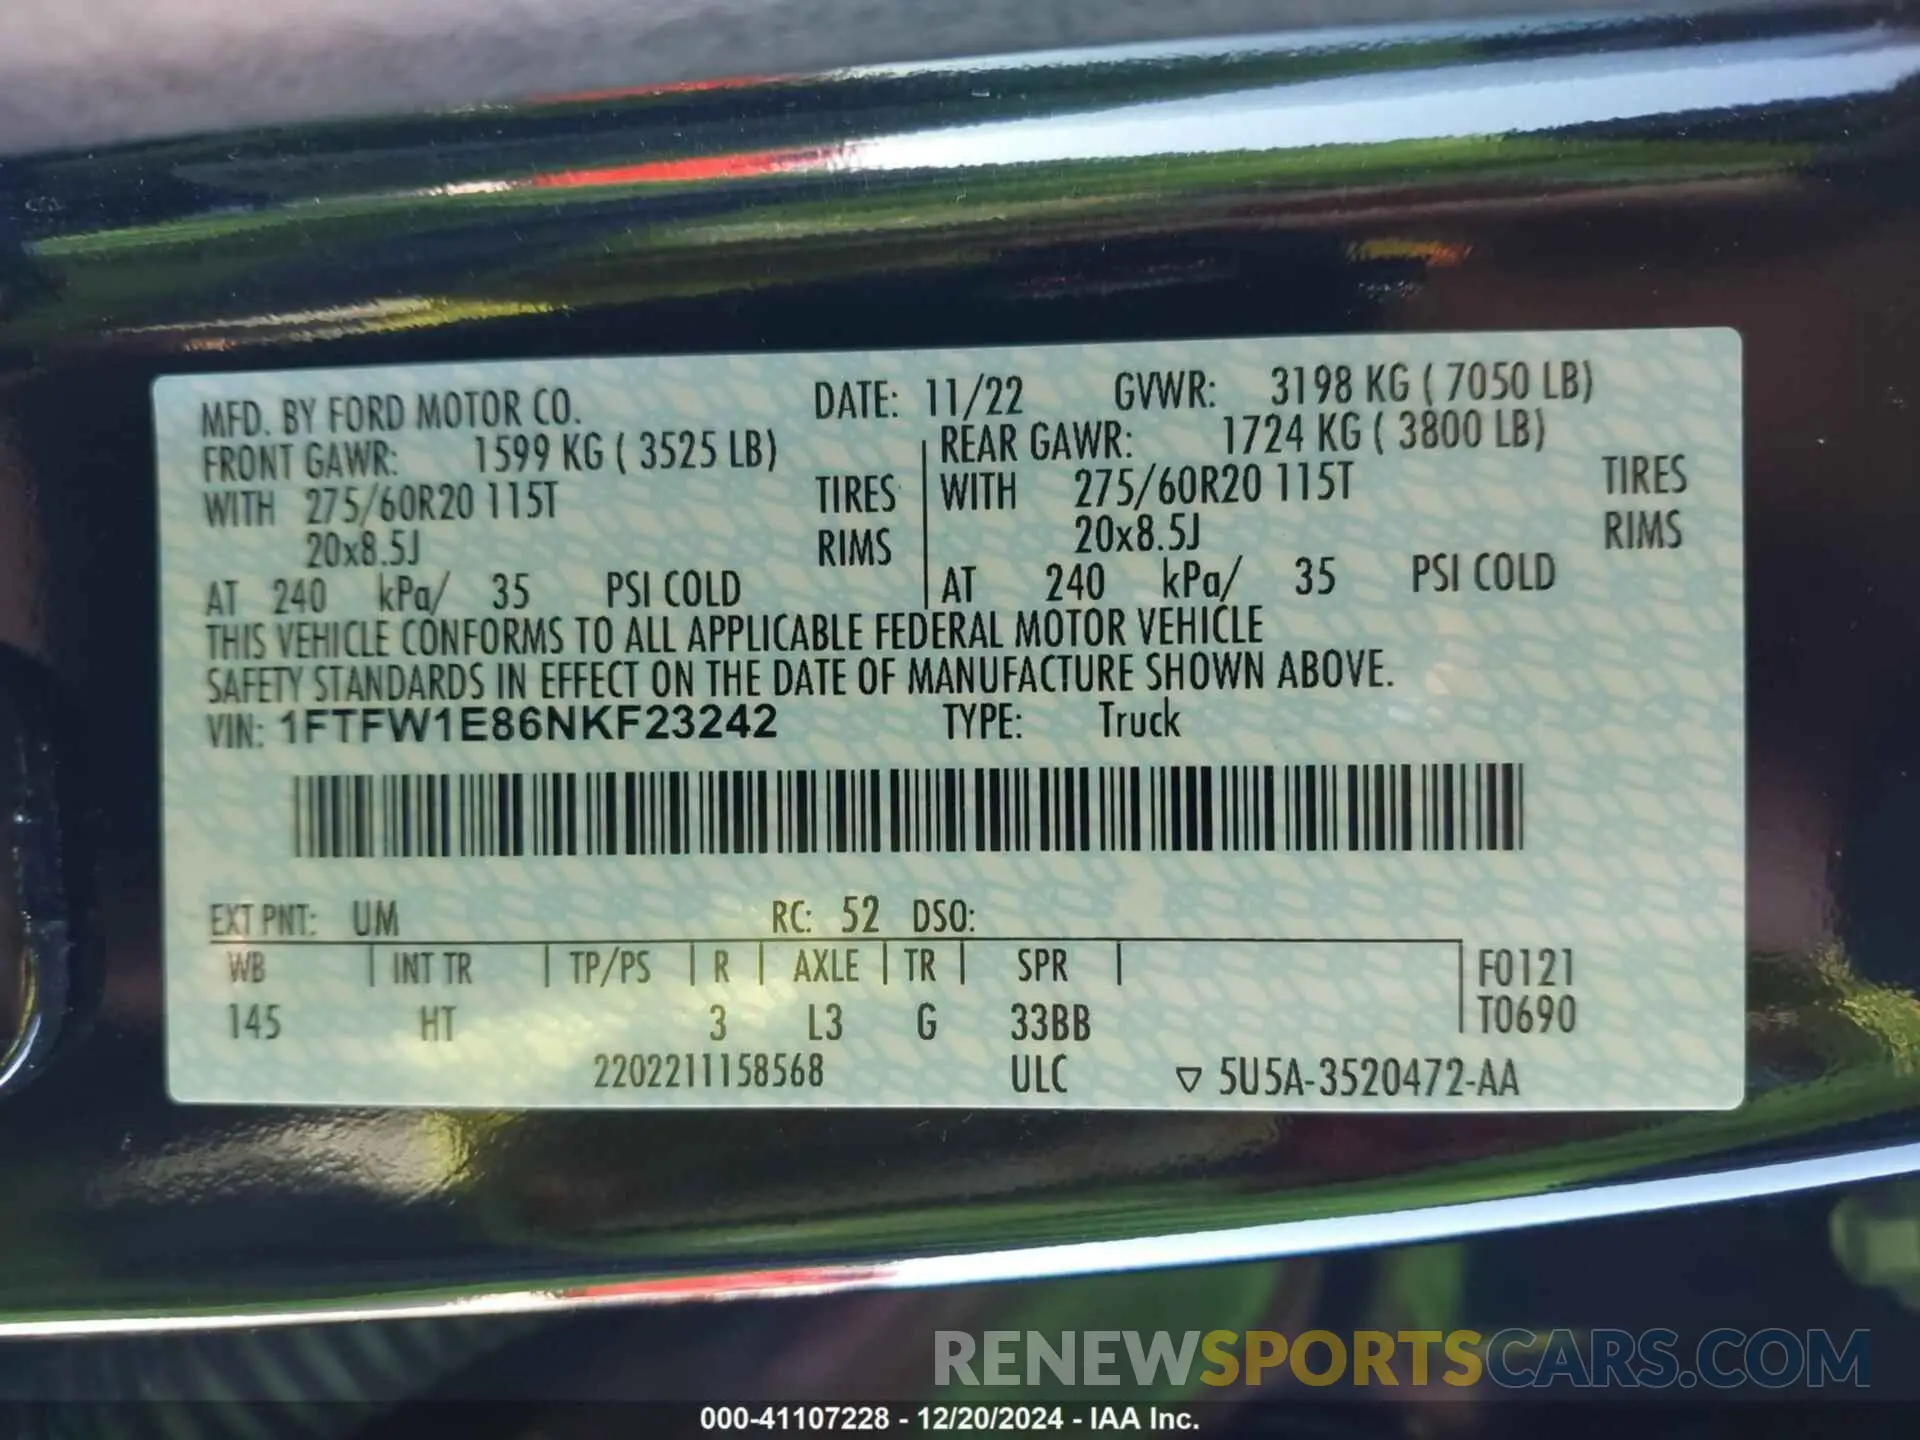 MFD. BY FORD MOTOR CO. DATE: 11/22 GVWR: 3198 KG ( 7050 LB)
FRONT GAWR: 1599 KG ( 3525 LB) REAR GAWR: 1724 KG ( 3800 LB)
WITH 275/60R20 115T TIRES WITH 275/60R20 115T TIRES
20x8.5J RIMS 20x8.5J RIMS
AT 240 kPa/ 35 PSI COLD AT 240 kPa/ 35 PSI COLD
THIS VEHICLE CONFORMS TO ALL APPLICABLE FEDERAL MOTOR VEHICLE
SAFETY STANDARDS IN EFFECT ON THE DATE OF MANUFACTURE SHOWN ABOVE.
VIN: 1FTFW1E86NKF23242 TYPE: Truck
EXT PNT: UM RC: 52 DSO:
WB | INT TR | TP/PS | R | AXLE | TR | SPR | F0121
145 HT 3 L3 G 33BB T0690
2202211158568 ULC ▽ 5U5A-3520472-AA
RENEWSPORTSCARS.COM
000-41107228 - 12/20/2024 - IAA Inc.